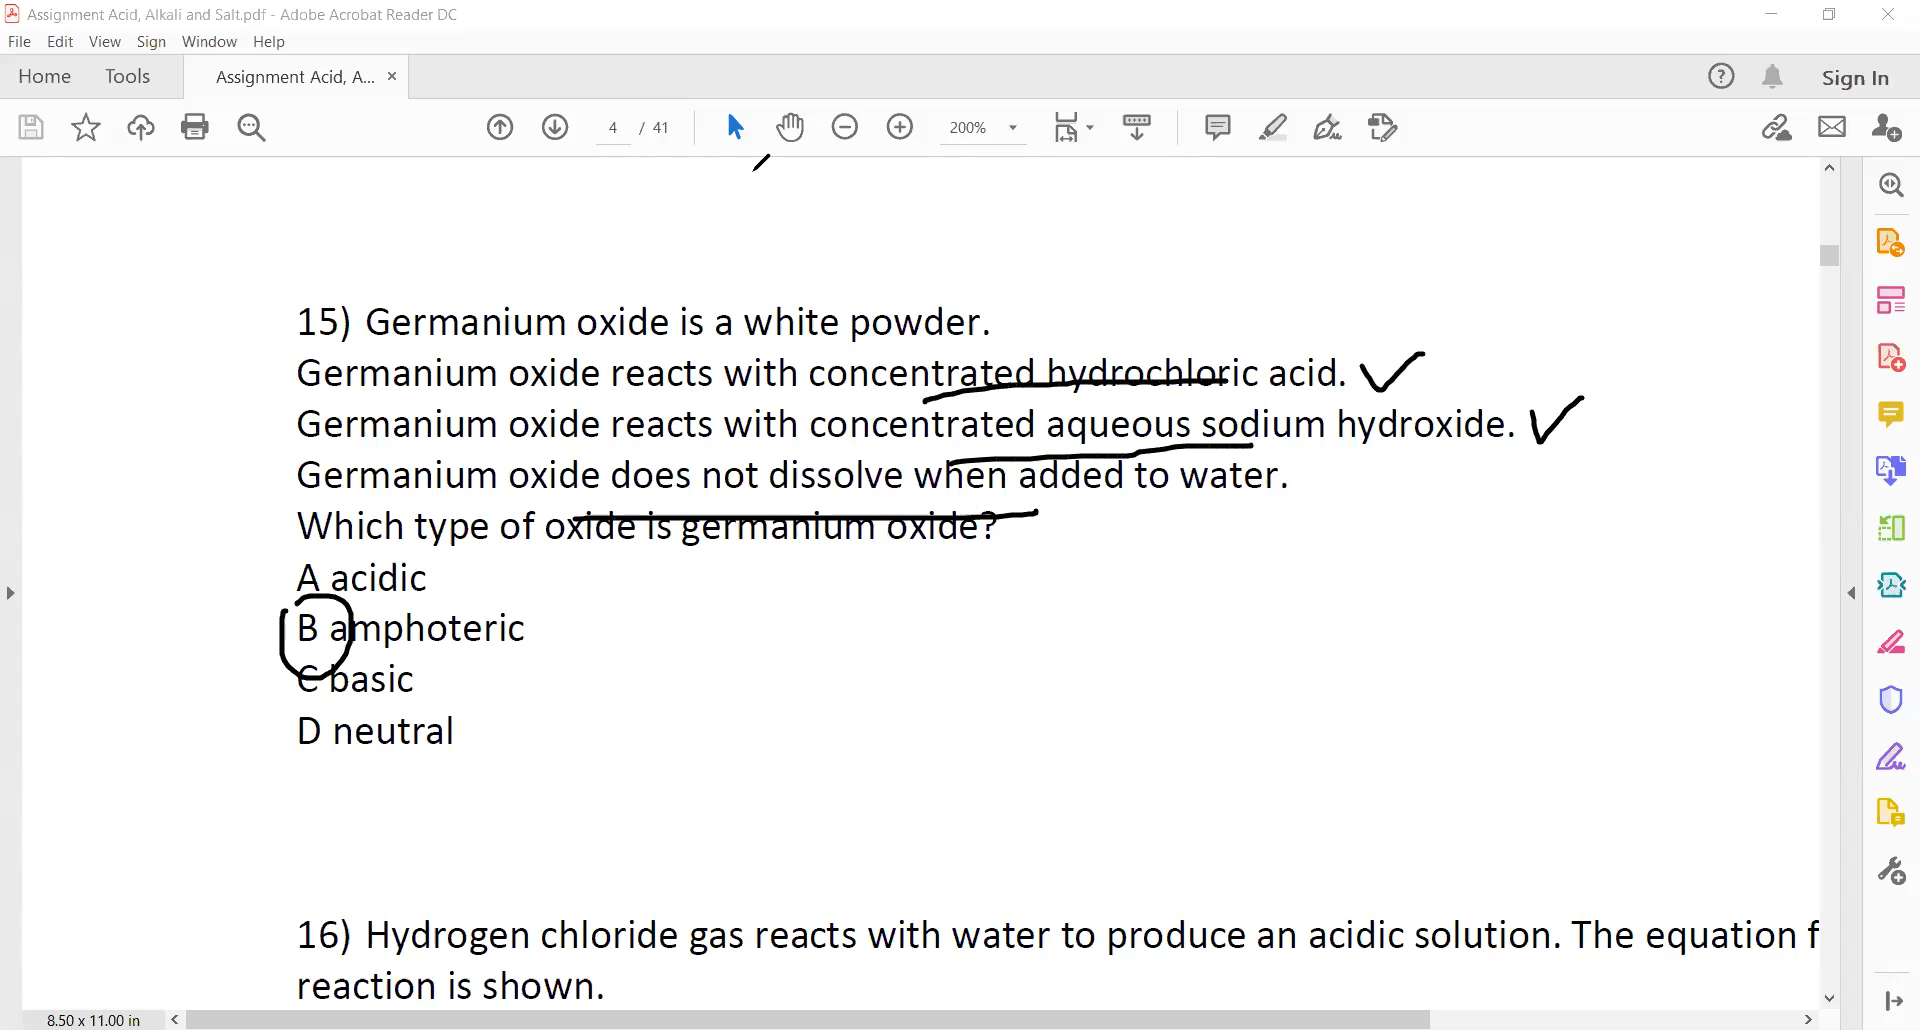 Assignment Acid, Alkali and Salt.pdf - Adobe Acrobat Reader DC
File Edit View Sign Window Help
Home Tools Assignment Acid, A... × Sign In
4 / 41 200%
15) Germanium oxide is a white powder.
Germanium oxide reacts with concentrated hydrochloric acid.
Germanium oxide reacts with concentrated aqueous sodium hydroxide.
Germanium oxide does not dissolve when added to water.
Which type of oxide is germanium oxide?
A acidic
B amphoteric
C basic
D neutral
16) Hydrogen chloride gas reacts with water to produce an acidic solution. The equation f
reaction is shown.
8.50 x 11.00 in